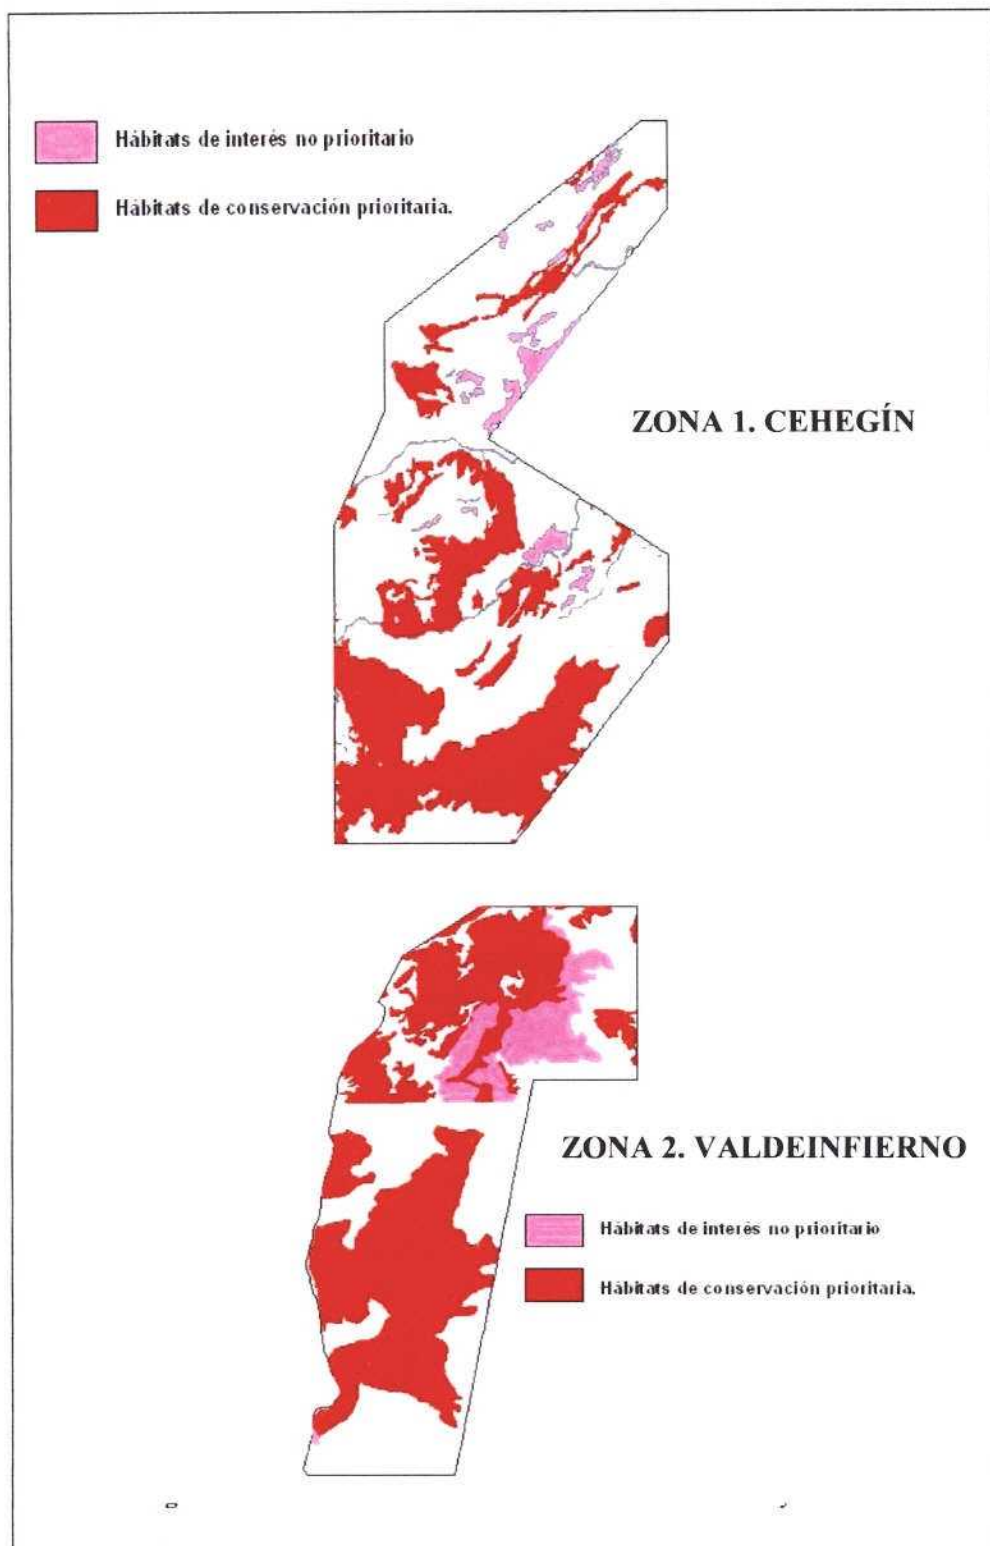 Hábitats de interés no prioritario
Hábitats de conservación prioritaria.
ZONA 1. CEHEGÍN
ZONA 2. VALDEINFIERNO
Hábitats de interés no prioritario
Hábitats de conservación prioritaria.